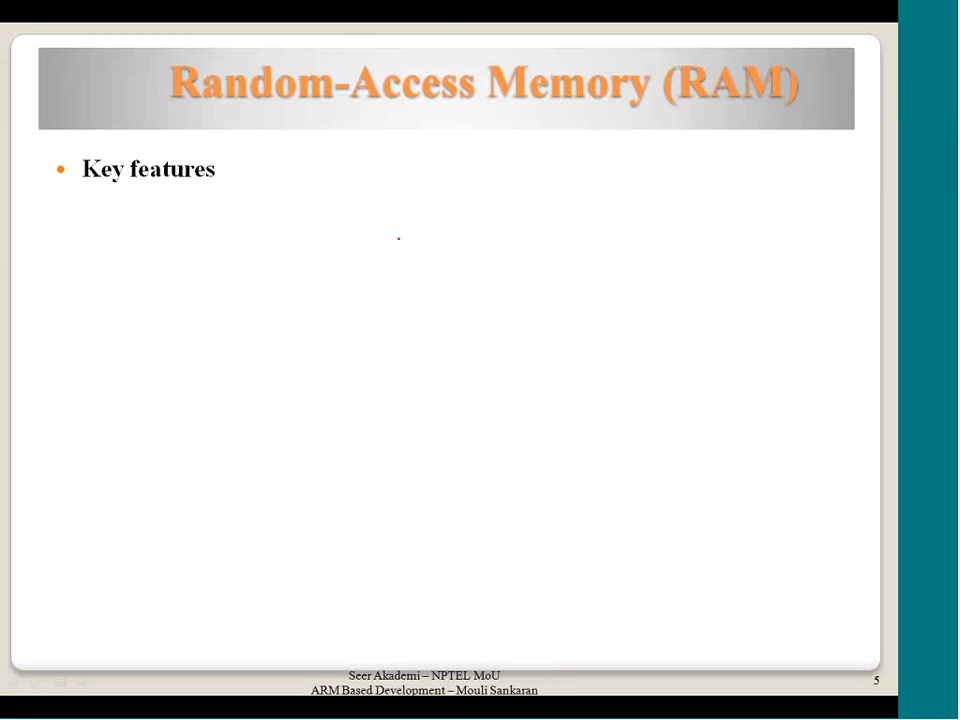 Random-Access Memory (RAM)
• Key features
Seer Akademi – NPTEL MoU
ARM Based Development – Mouli Sankaran
5